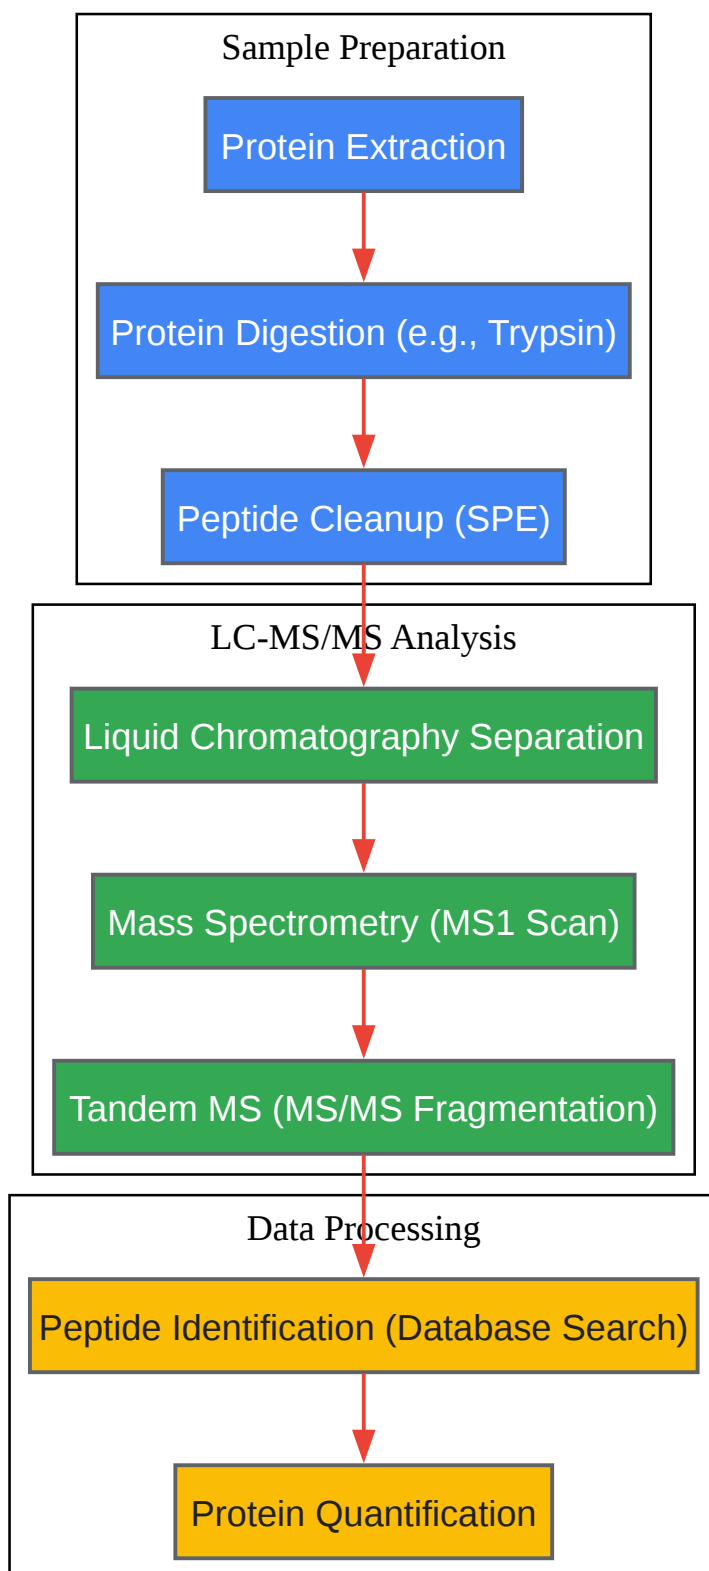 Sample Preparation
Protein Extraction
Protein Digestion (e.g., Trypsin)
Peptide Cleanup (SPE)
LC-MS/MS Analysis
Liquid Chromatography Separation
Mass Spectrometry (MS1 Scan)
Tandem MS (MS/MS Fragmentation)
Data Processing
Peptide Identification (Database Search)
Protein Quantification